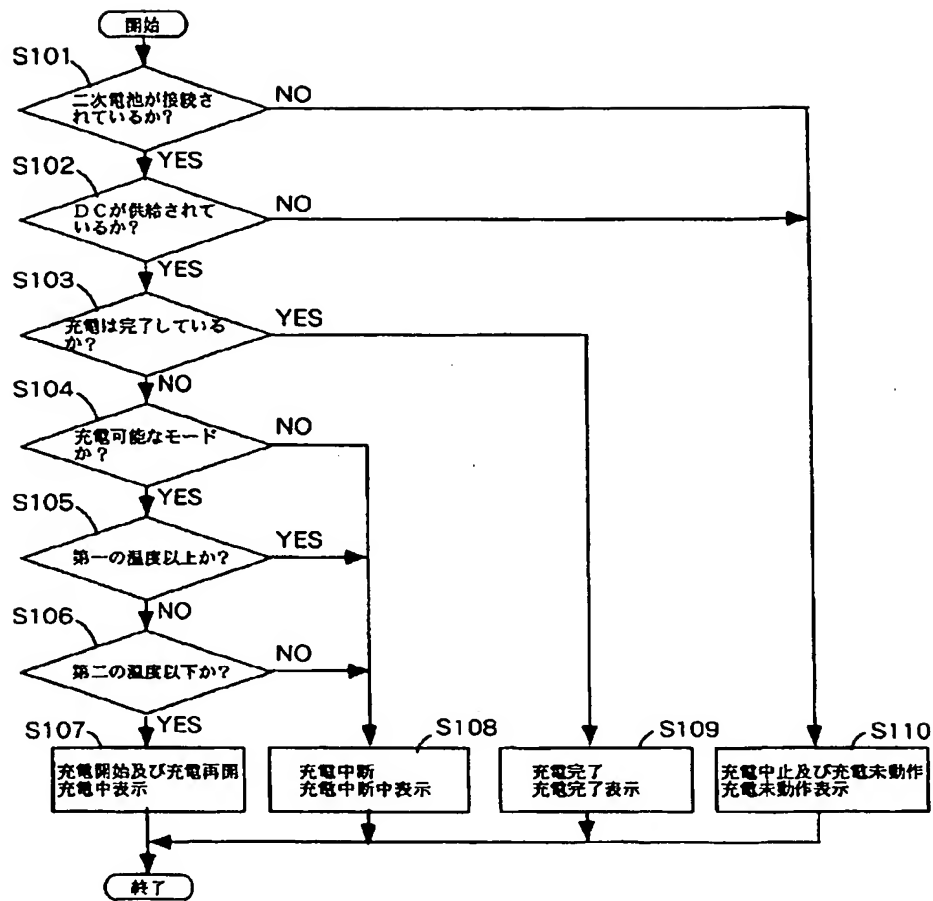 開始
S101
二次電池が接続さ
れているか?
NO
YES
S102
DCが供給されて
いるか?
NO
YES
S103
充電は完了している
か?
YES
NO
S104
充電可能なモード
か?
NO
YES
S105
第一の温度以上か?
YES
NO
S106
第二の温度以下か?
NO
YES
S107
充電開始及び充電再開
充電中表示
S108
充電中断
充電中断中表示
S109
充電完了
充電完了表示
S110
充電中止及び充電未動作
充電未動作表示
終了